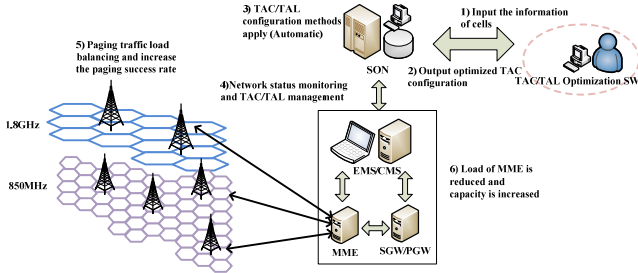 3) TAC/TAL
configuration methods
apply (Automatic)
1) Input the information
of cells
5) Paging traffic load
balancing and increase
the paging success rate
SON
2) Output optimized TAC
configuration
TAC/TAL Optimization SW
4)Network status monitoring
and TAC/TAL management
1.8GHz
850MHz
EMS/CMS
6) Load of MME is
reduced and
capacity is increased
MME
SGW/PGW